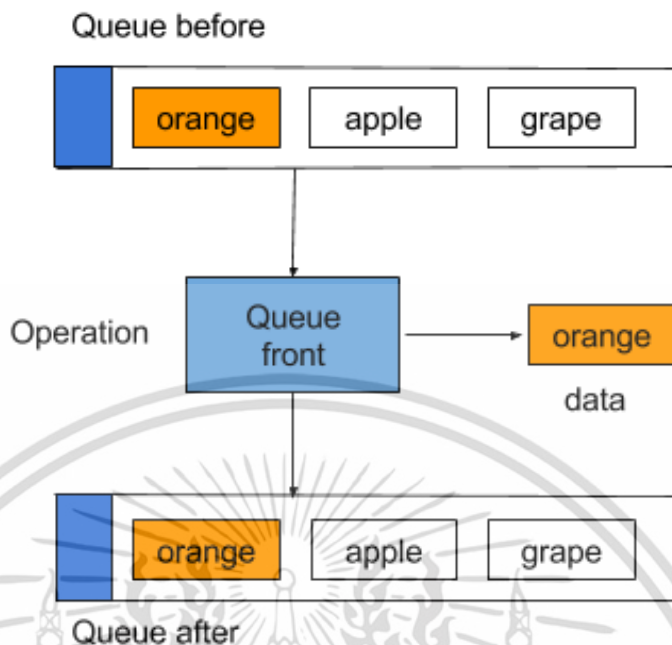 Queue before
orange apple grape
Operation
Queue
front
orange
data
orange apple grape
Queue after